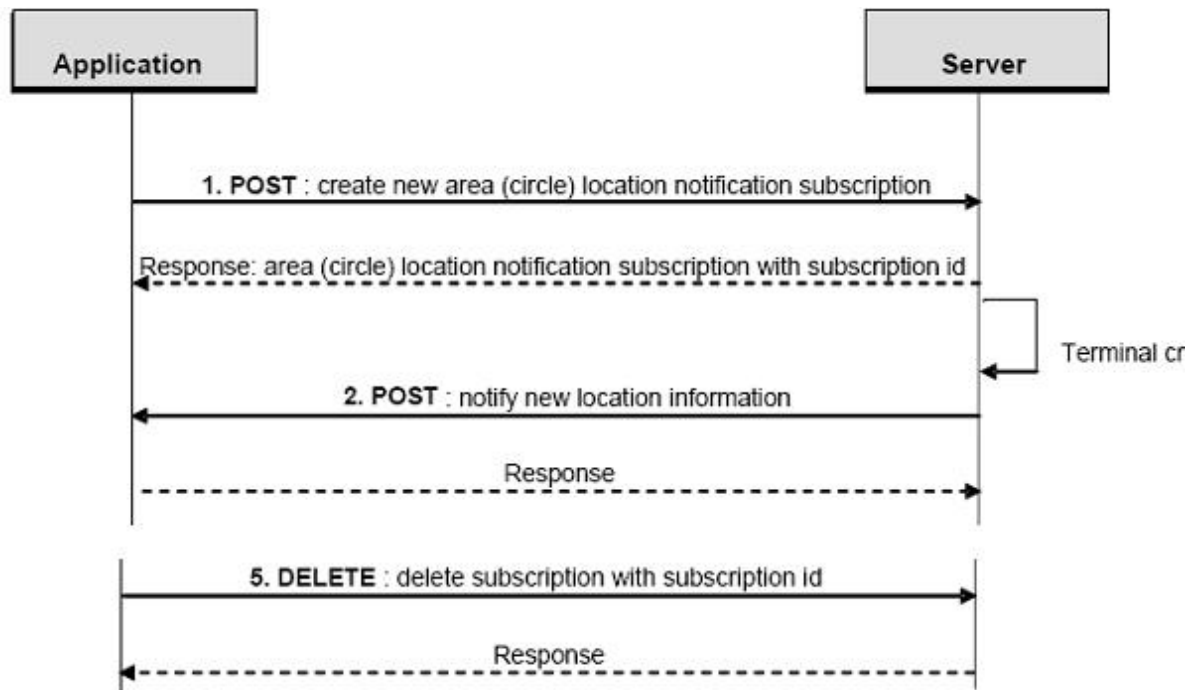 Application
Server
1. POST : create new area (circle) location notification subscription
Response: area (circle) location notification subscription with subscription id
Terminal cr
2. POST : notify new location information
Response
5. DELETE : delete subscription with subscription id
Response